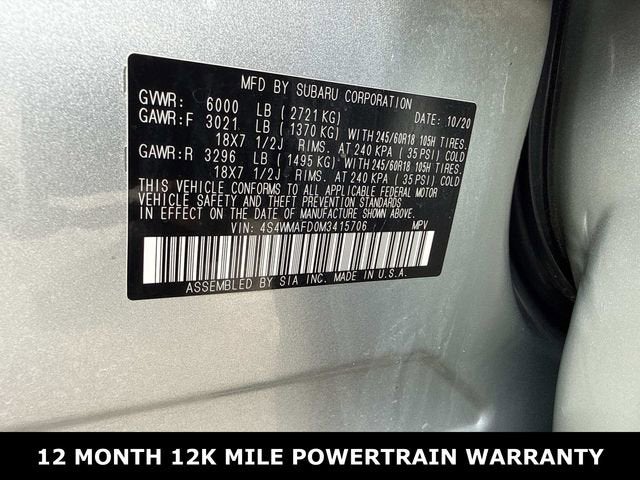 MFD BY SUBARU CORPORATION
GVWR: 6000 LB ( 2721 KG) DATE: 10/20
GAWR:F 3021 LB ( 1370 KG) WITH 245/60R18 105H TIRES,
18X7 1/2J RIMS, AT 240 KPA ( 35 PSI) COLD
GAWR:R 3296 LB ( 1495 KG) WITH 245/60R18 105H TIRES,
18X7 1/2J RIMS, AT 240 KPA ( 35 PSI) COLD
THIS VEHICLE CONFORMS TO ALL APPLICABLE FEDERAL MOTOR
VEHICLE SAFETY AND THEFT PREVENTION STANDARDS
IN EFFECT ON THE DATE OF MANUFACTURE SHOWN ABOVE.
VIN: 4S4WMAFD0M3415706 MPV
ASSEMBLED BY SIA INC. MADE IN U.S.A.
12 MONTH 12K MILE POWERTRAIN WARRANTY